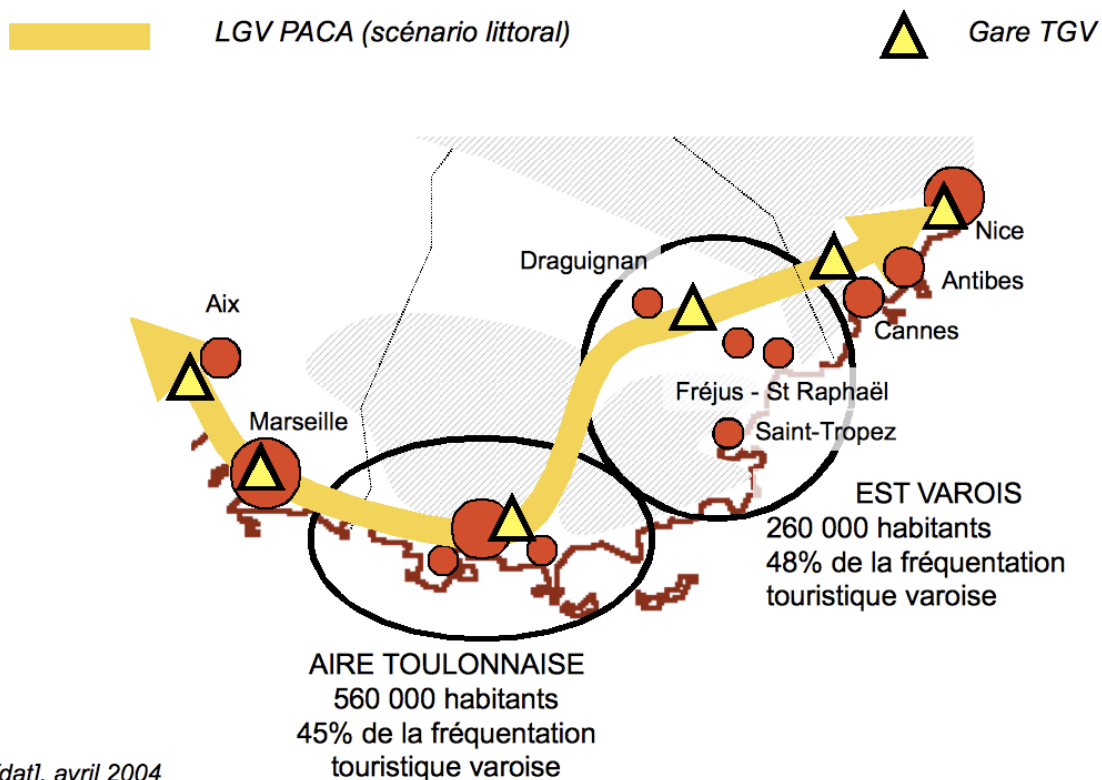 LGV PACA (scénario littoral)
Gare TGV
Nice
Draguignan
Antibes
Aix
Cannes
Fréjus - St Raphaël
Marseille
Saint-Tropez
EST VAROIS
260 000 habitants
48% de la fréquentation
touristique varoise
AIRE TOULONNAISE
560 000 habitants
45% de la fréquentation
touristique varoise
[dat], avril 2004